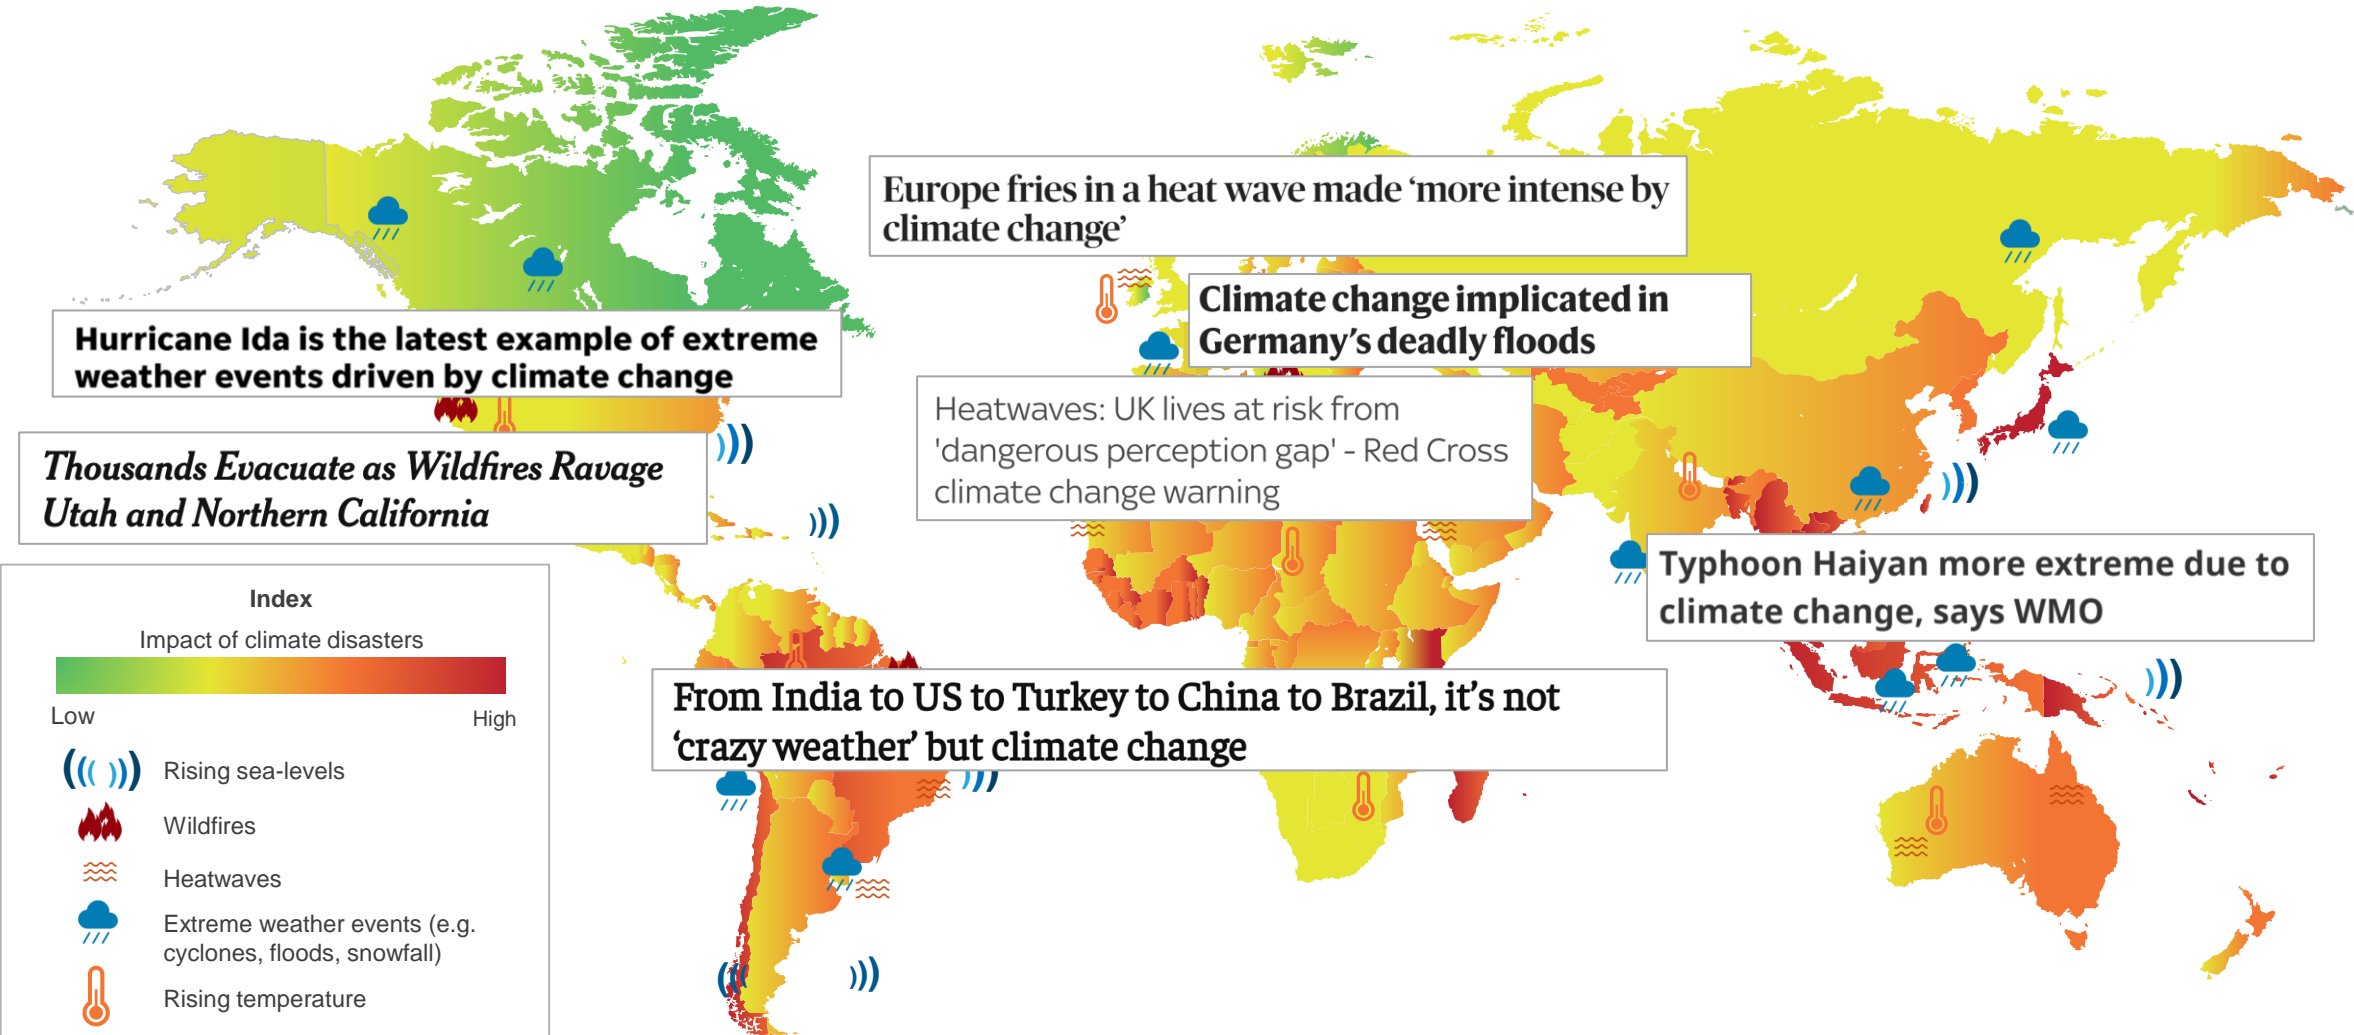 Europe fries in a heat wave made ‘more intense by
climate change’
Climate change implicated in
Germany’s deadly floods
Hurricane Ida is the latest example of extreme
weather events driven by climate change
Heatwaves: UK lives at risk from
'dangerous perception gap' - Red Cross
climate change warning
Thousands Evacuate as Wildfires Ravage
Utah and Northern California
Typhoon Haiyan more extreme due to
climate change, says WMO
From India to US to Turkey to China to Brazil, it’s not
‘crazy weather’ but climate change
Index
Impact of climate disasters
Low
High
Rising sea-levels
Wildfires
Heatwaves
Extreme weather events (e.g.
cyclones, floods, snowfall)
Rising temperature